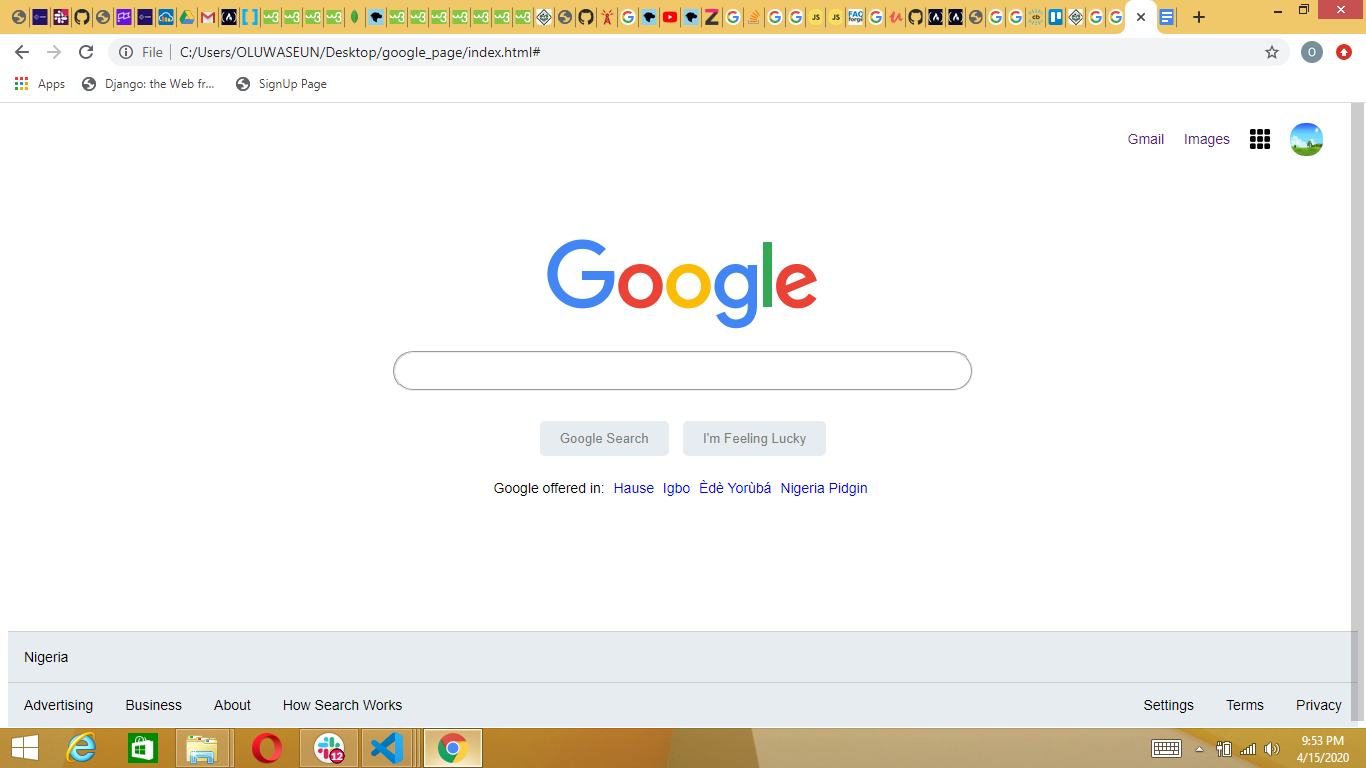 File C:/Users/OLUWASEUN/Desktop/google_page/index.html#
O
Apps Django: the Web fr... SignUp Page
Gmail Images
Google
Google Search I'm Feeling Lucky
Google offered in: Hause Igbo Èdè Yorùbá Nigeria Pidgin
Nigeria
Advertising Business About How Search Works Settings Terms Privacy
12
9:53 PM
4/15/2020